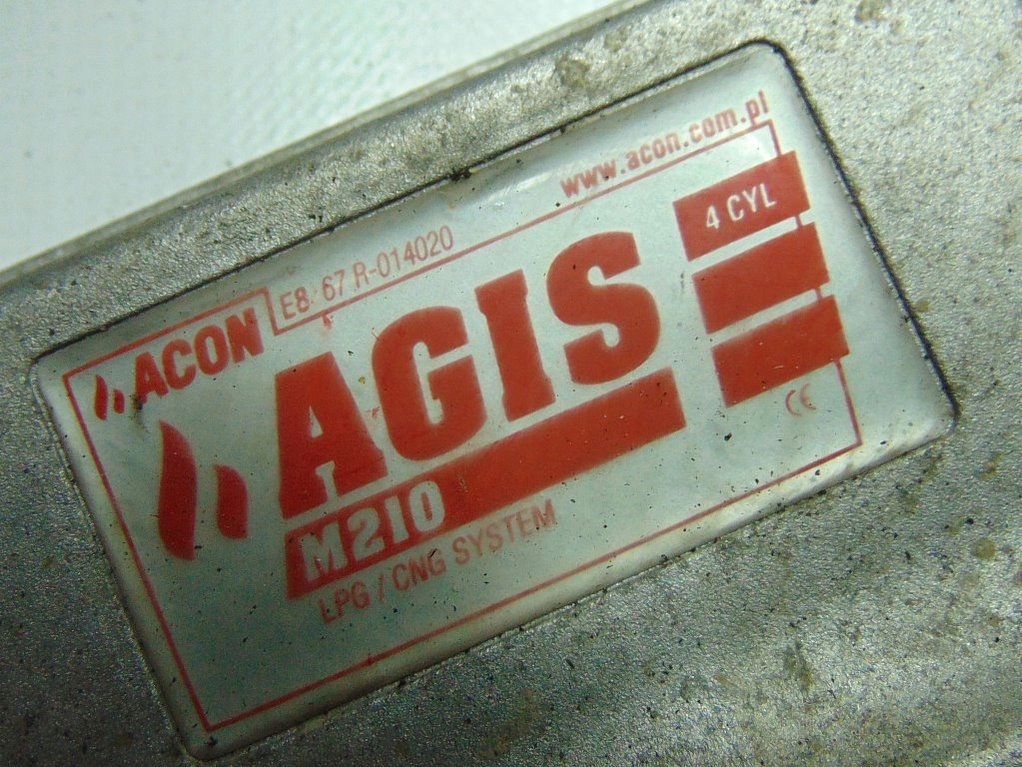 www.acon.com.pl
E8 67 R-014020
ACON
4 CYL
AGIS
M210
LPG / CNG SYSTEM
CE